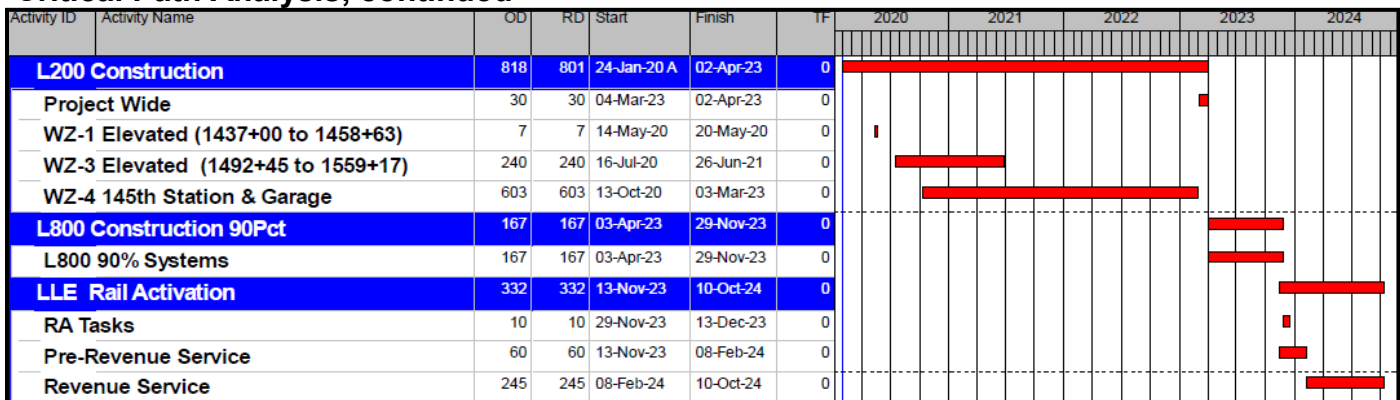 Activity ID Activity Name OD RD Start Finish TF 2020 2021 2022 2023 2024
L200 Construction 818 801 24-Jan-20 A 02-Apr-23 0
Project Wide 30 30 04-Mar-23 02-Apr-23 0
WZ-1 Elevated (1437+00 to 1458+63) 7 7 14-May-20 20-May-20 0
WZ-3 Elevated (1492+45 to 1559+17) 240 240 16-Jul-20 26-Jun-21 0
WZ-4 145th Station & Garage 603 603 13-Oct-20 03-Mar-23 0
L800 Construction 90Pct 167 167 03-Apr-23 29-Nov-23 0
L800 90% Systems 167 167 03-Apr-23 29-Nov-23 0
LLE Rail Activation 332 332 13-Nov-23 10-Oct-24 0
RA Tasks 10 10 29-Nov-23 13-Dec-23 0
Pre-Revenue Service 60 60 13-Nov-23 08-Feb-24 0
Revenue Service 245 245 08-Feb-24 10-Oct-24 0